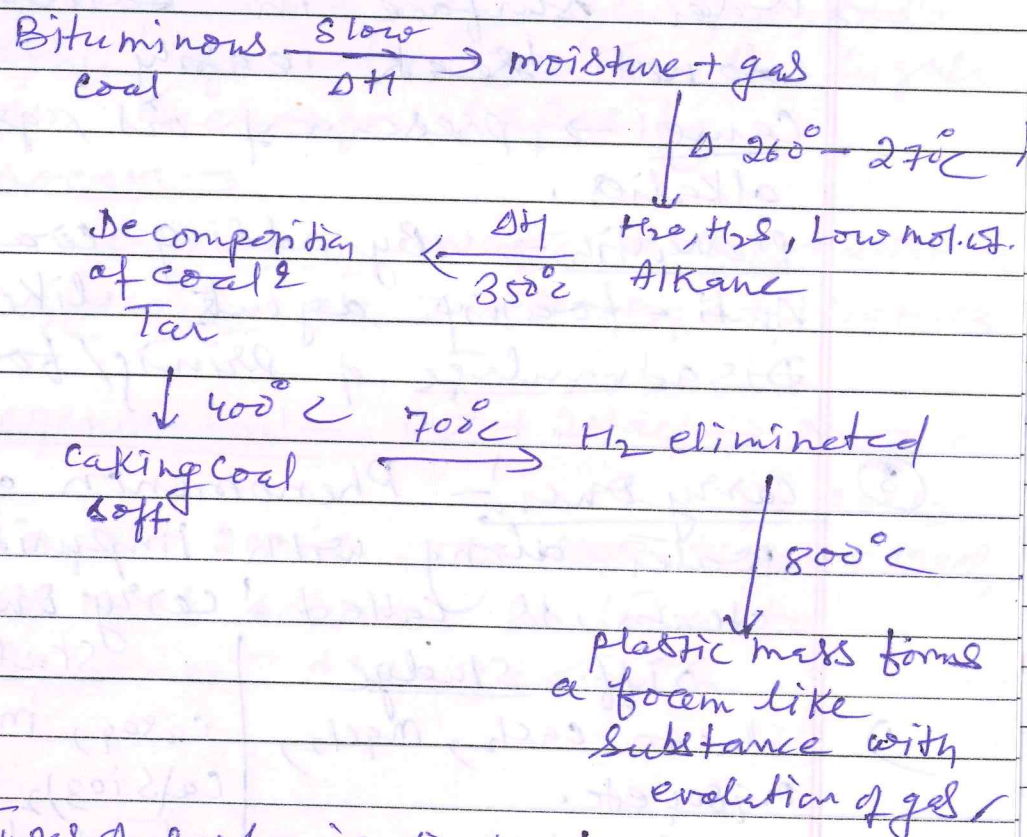 Bituminous coal —Slow ΔH→ moisture + gas
↓ Δ 260° – 270°C
H2O, H2S, Low mol. wt. Alkane
←ΔH 350°C
Decomposition of coal & Tar
↓ 400°C
Caking coal soft
700°C →
H2 elimineted
↓ 800°C
plastic mass forms
a foam like
substance with
evolution of gas